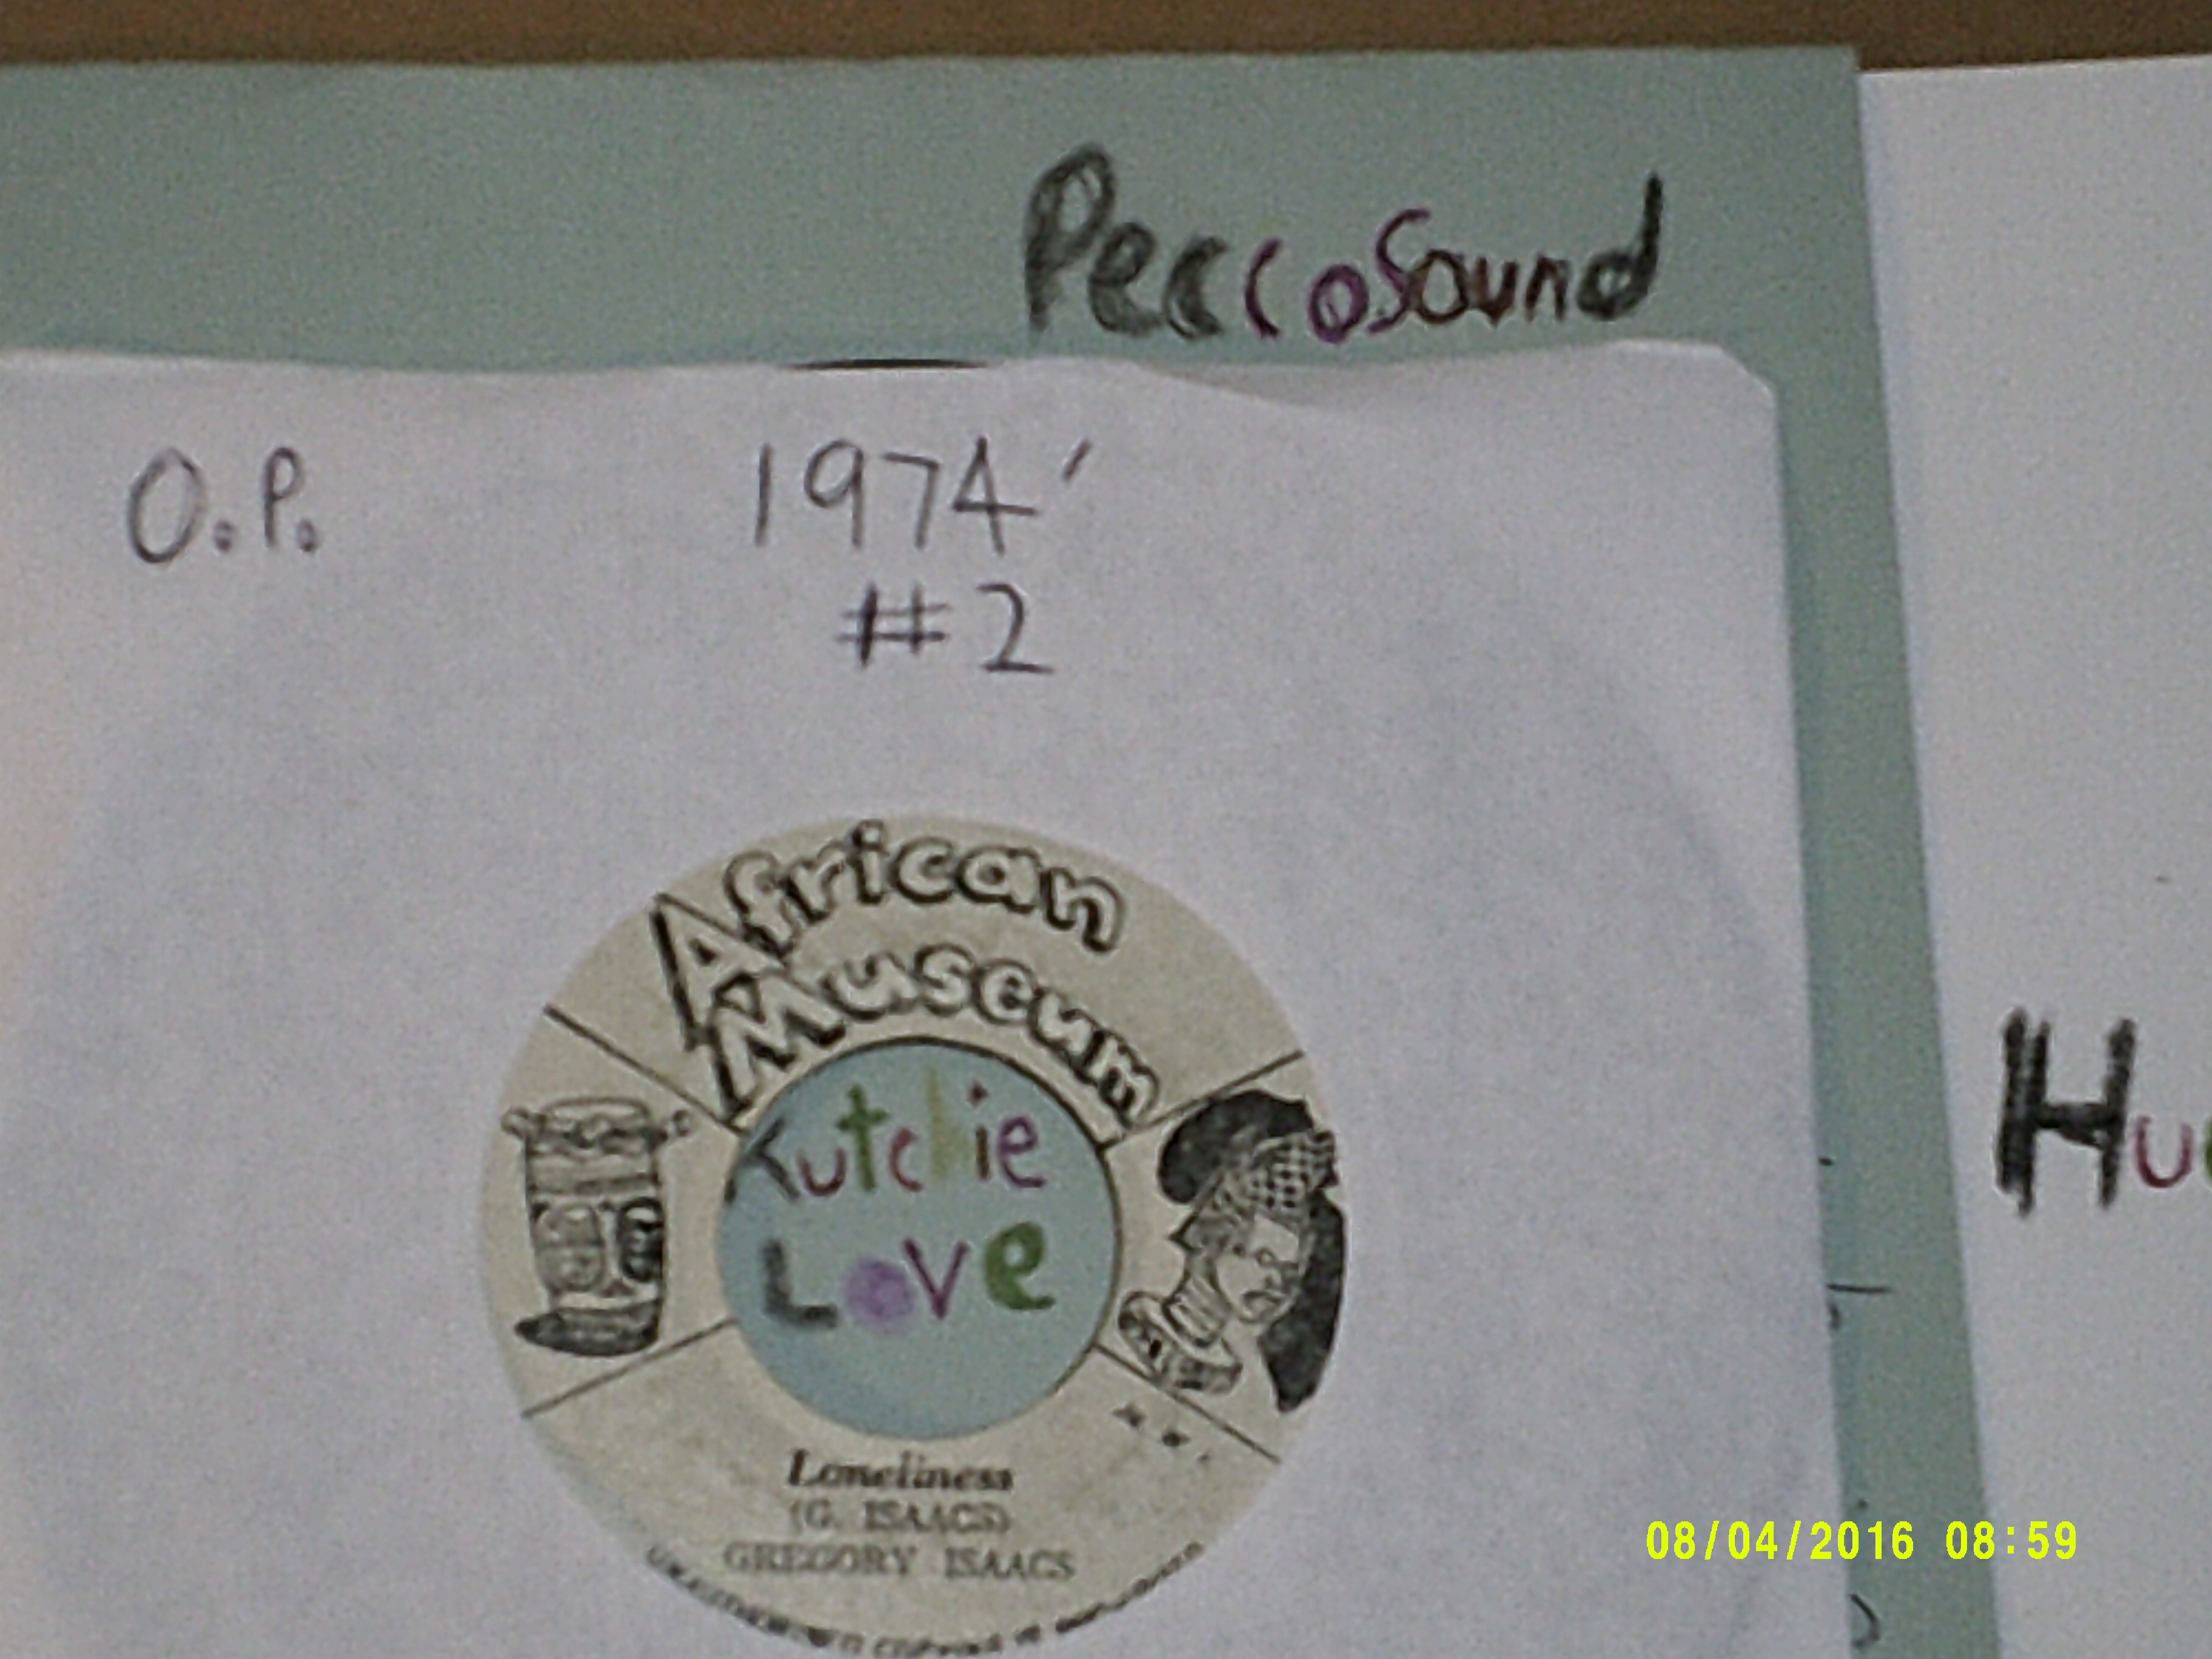 PeccoSound
O.P. 1974'
#2
African
Museum
Kutchie
Love
Hu
Loneliness
(G. ISAACS)
GREGORY ISAACS
08/04/2016 08:59